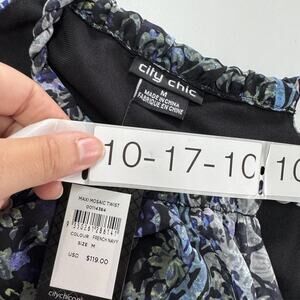 city chic
M
MADE IN CHINA
FABRIQUÉ EN CHINE
10-17-10
10
MAXI MOSAIC TWIST
00114364
COLOUR FRENCH NAVY
SIZE M
USD $119.00